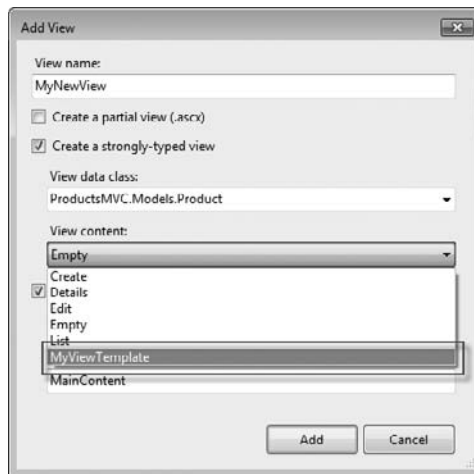 Add View
View name:
MyNewView
Create a partial view (.ascx)
Create a strongly-typed view
View data class:
ProductsMVC.Models.Product
View content:
Empty
Create
Details
Edit
Empty
List
MyViewTemplate
MainContent
Add
Cancel